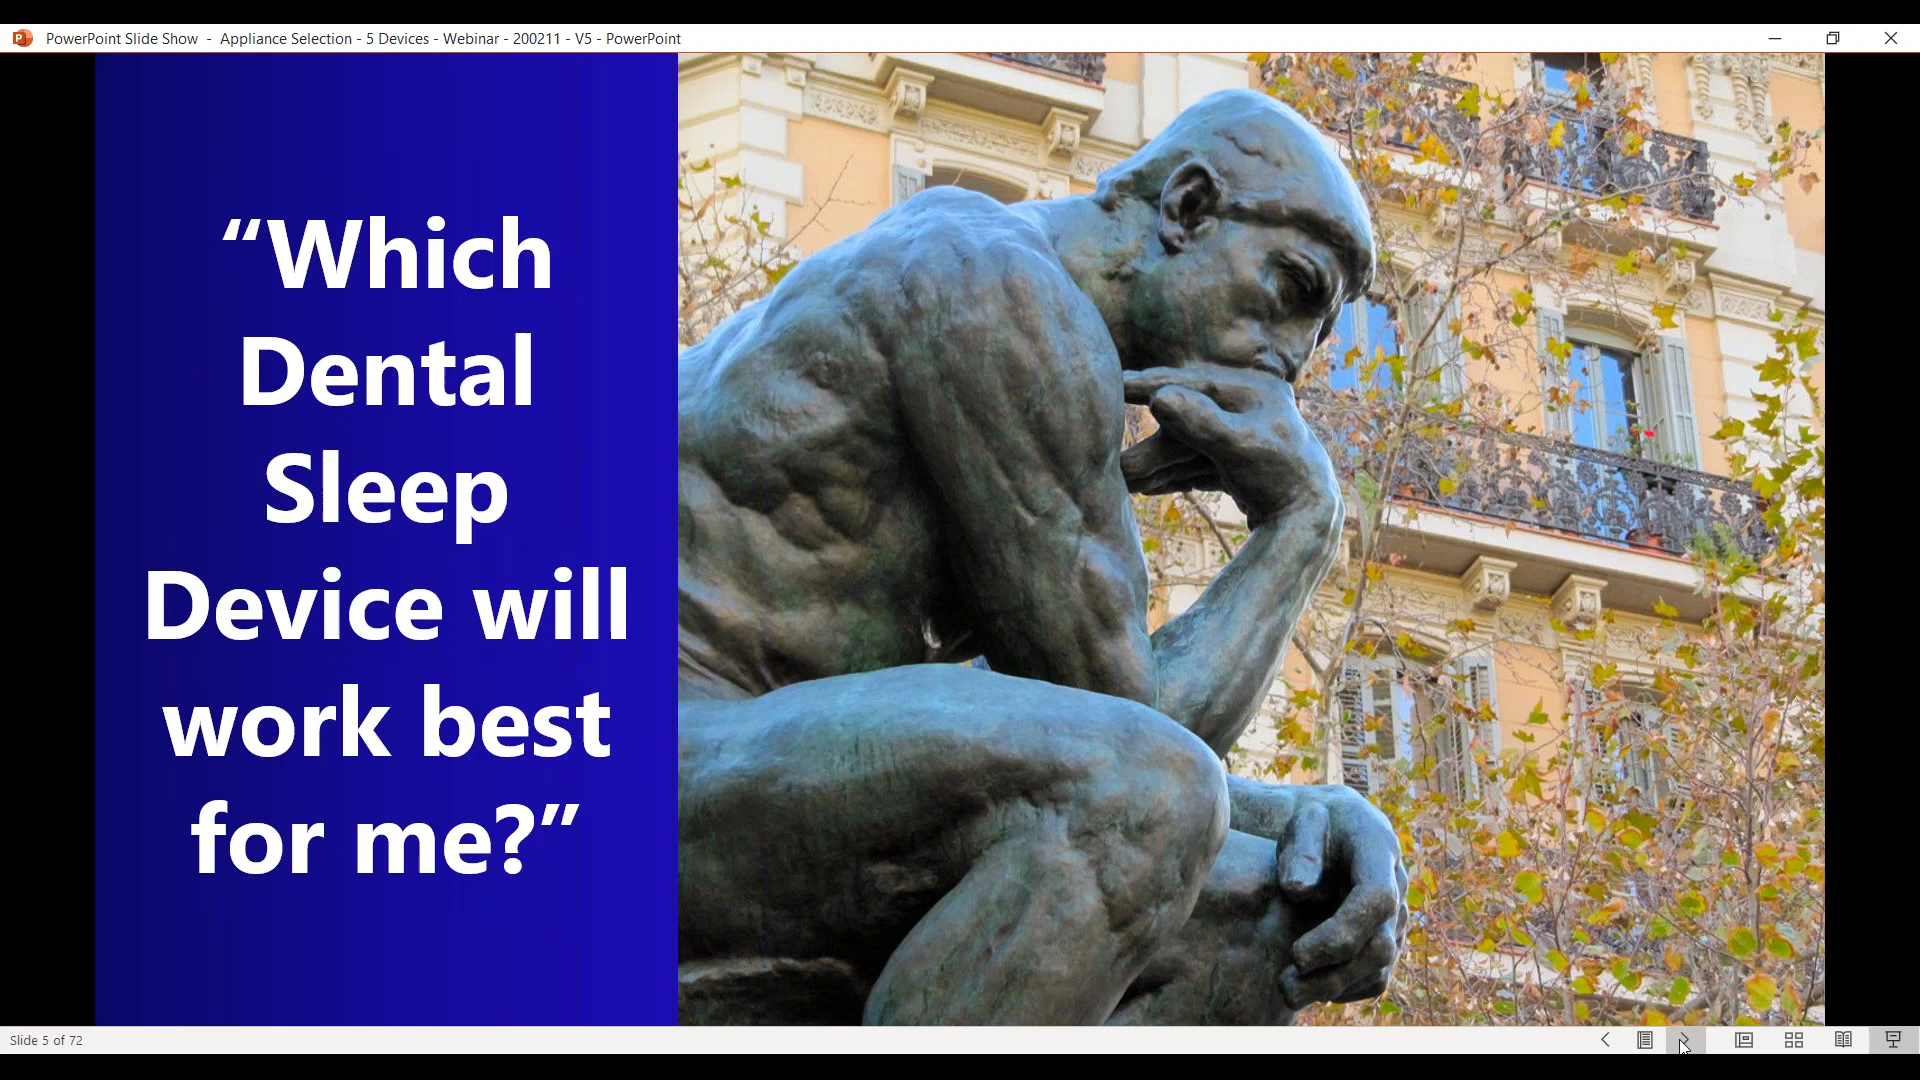 PowerPoint Slide Show - Appliance Selection - 5 Devices - Webinar - 200211 - V5 - PowerPoint
“Which
Dental
Sleep
Device will
work best
for me?”
Slide 5 of 72